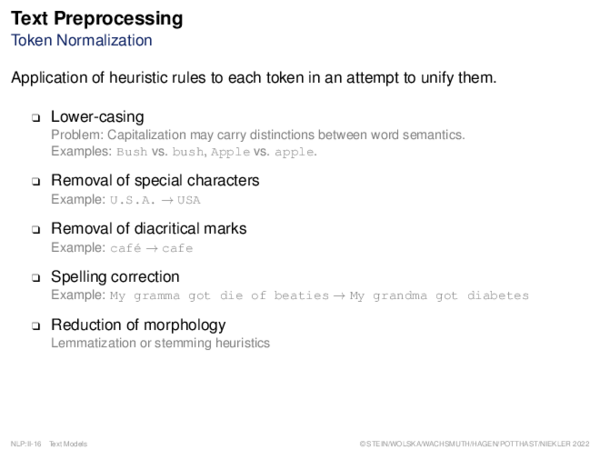 Text Preprocessing
Token Normalization
Application of heuristic rules to each token in an attempt to unify them.
❑ Lower-casing
Problem: Capitalization may carry distinctions between word semantics.
Examples: Bush vs. bush, Apple vs. apple.
❑ Removal of special characters
Example: U.S.A. → USA
❑ Removal of diacritical marks
Example: café → cafe
❑ Spelling correction
Example: My gramma got die of beaties → My grandma got diabetes
❑ Reduction of morphology
Lemmatization or stemming heuristics
NLP:II-16 Text Models ©STEIN/WOLSKA/WACHSMUTH/HAGEN/POTTHAST/NIEKLER 2022